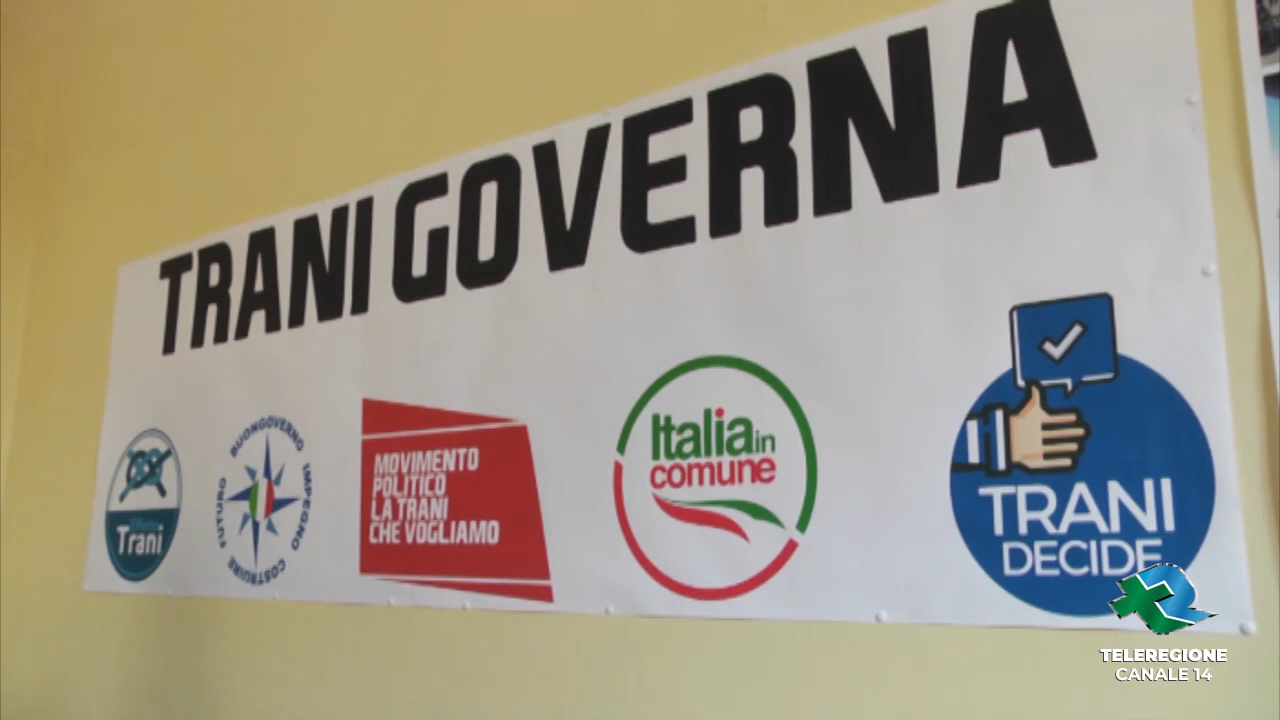 TRANI GOVERNA
Trani
BUONGOVERNO IMPEGNO COSTRUIRE FUTURO
MOVIMENTO
POLITICO
LA TRANI
CHE VOGLIAMO
Italia in
comune
TRANI
DECIDE
TELEREGIONE
CANALE 14